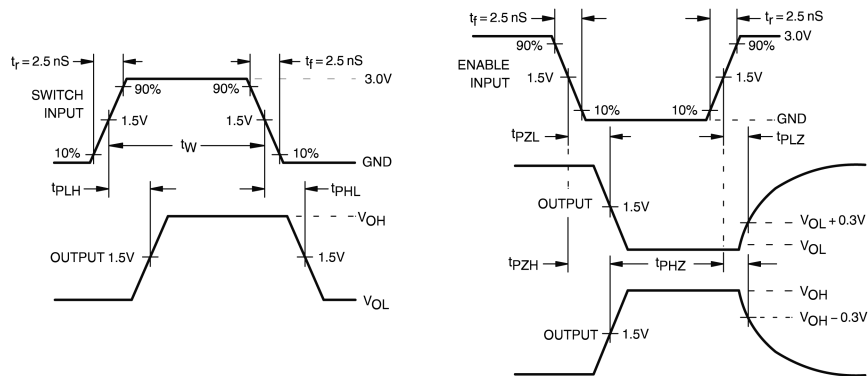 tr = 2.5 nS
tf = 2.5 nS
SWITCH INPUT
90%
90%
3.0V
1.5V
1.5V
10%
tW
10%
GND
tPLH
tPHL
VOH
OUTPUT 1.5V
1.5V
VOL
tf = 2.5 nS
tr = 2.5 nS
3.0V
90%
90%
ENABLE INPUT
1.5V
1.5V
10%
10%
GND
tPZL
tPLZ
OUTPUT
1.5V
VOL + 0.3V
VOL
tPZH
tPHZ
VOH
VOH – 0.3V
OUTPUT
1.5V